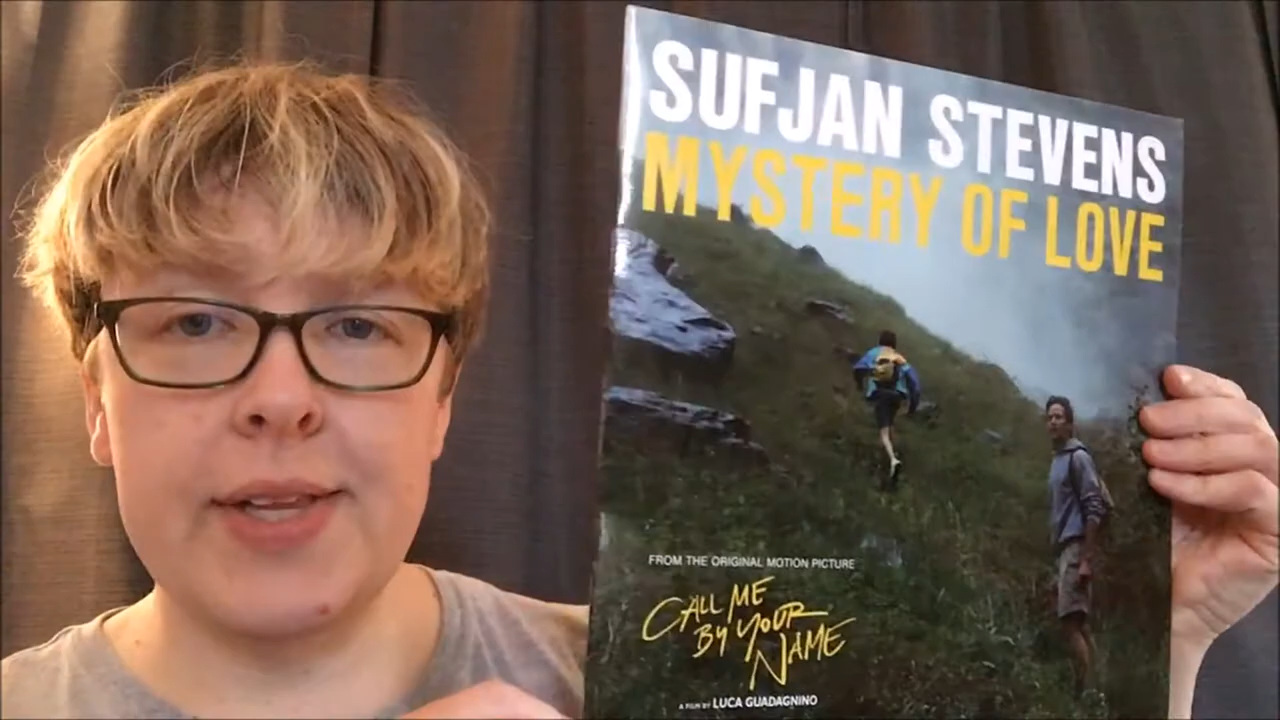 SUFJAN STEVENS
MYSTERY OF LOVE
FROM THE ORIGINAL MOTION PICTURE
CALL ME
BY YOUR
NAME
A FILM BY LUCA GUADAGNINO